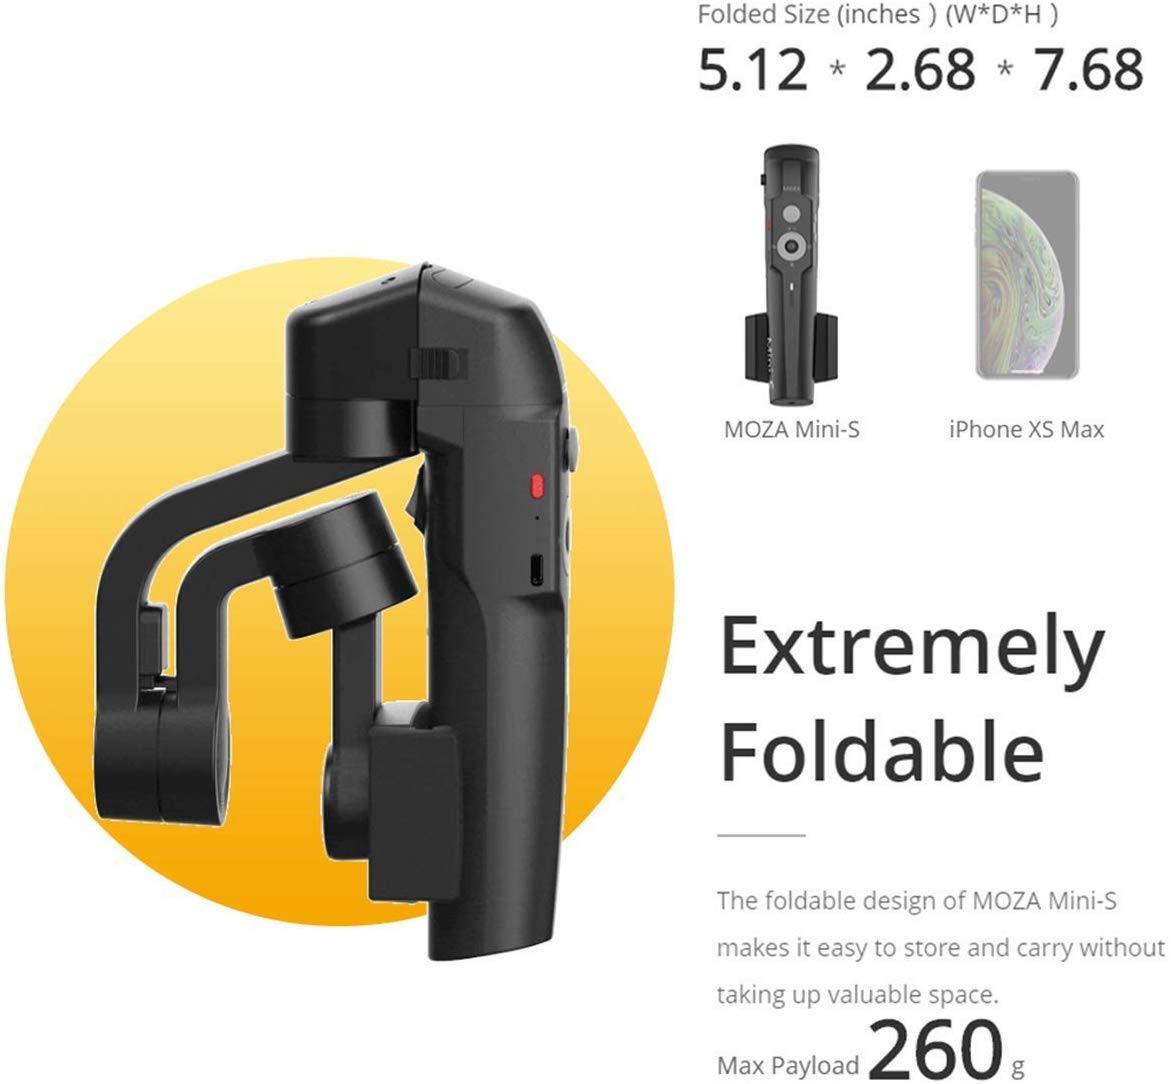 Folded Size (inches ) (W*D*H )
5.12 * 2.68 * 7.68
MOZA Mini-S
iPhone XS Max
Extremely
Foldable
The foldable design of MOZA Mini-S
makes it easy to store and carry without
taking up valuable space.
Max Payload 260 g